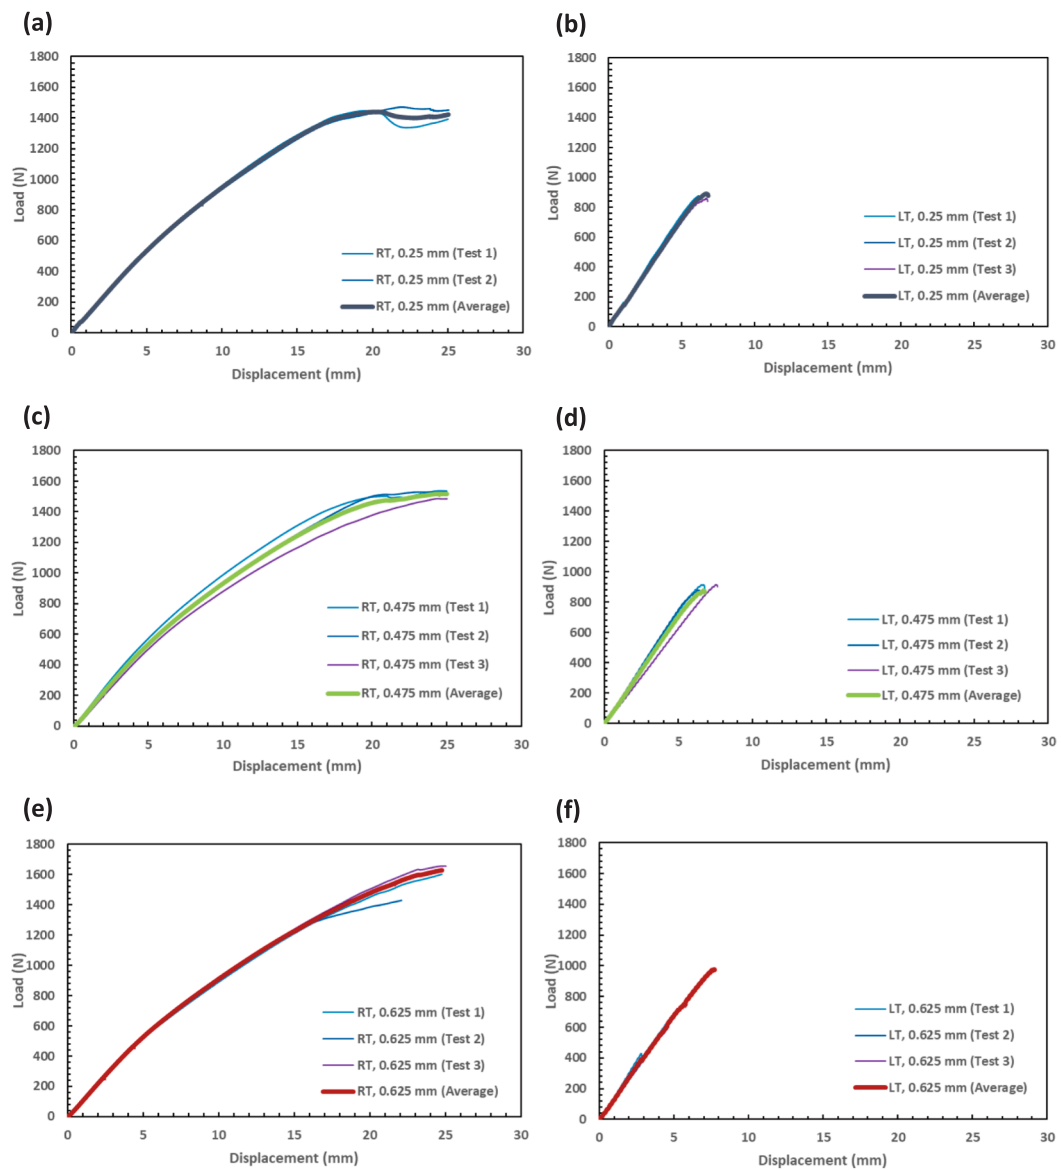 (a)
1800
1600
1400
1200
1000
800
600
400
200
0
Load (N)
RT, 0.25 mm (Test 1)
RT, 0.25 mm (Test 2)
RT, 0.25 mm (Average)
0 5 10 15 20 25 30
Displacement (mm)
(b)
1800
1600
1400
1200
1000
800
600
400
200
0
Load (N)
LT, 0.25 mm (Test 1)
LT, 0.25 mm (Test 2)
LT, 0.25 mm (Test 3)
LT, 0.25 mm (Average)
0 5 10 15 20 25 30
Displacement (mm)
(c)
1800
1600
1400
1200
1000
800
600
400
200
0
Load (N)
RT, 0.475 mm (Test 1)
RT, 0.475 mm (Test 2)
RT, 0.475 mm (Test 3)
RT, 0.475 mm (Average)
0 5 10 15 20 25 30
Displacement (mm)
(d)
1800
1600
1400
1200
1000
800
600
400
200
0
Load (N)
LT, 0.475 mm (Test 1)
LT, 0.475 mm (Test 2)
LT, 0.475 mm (Test 3)
LT, 0.475 mm (Average)
0 5 10 15 20 25 30
Displacement (mm)
(e)
1800
1600
1400
1200
1000
800
600
400
200
0
Load (N)
RT, 0.625 mm (Test 1)
RT, 0.625 mm (Test 2)
RT, 0.625 mm (Test 3)
RT, 0.625 mm (Average)
0 5 10 15 20 25 30
Displacement (mm)
(f)
1800
1600
1400
1200
1000
800
600
400
200
0
Load (N)
LT, 0.625 mm (Test 1)
LT, 0.625 mm (Test 2)
LT, 0.625 mm (Test 3)
LT, 0.625 mm (Average)
0 5 10 15 20 25 30
Displacement (mm)